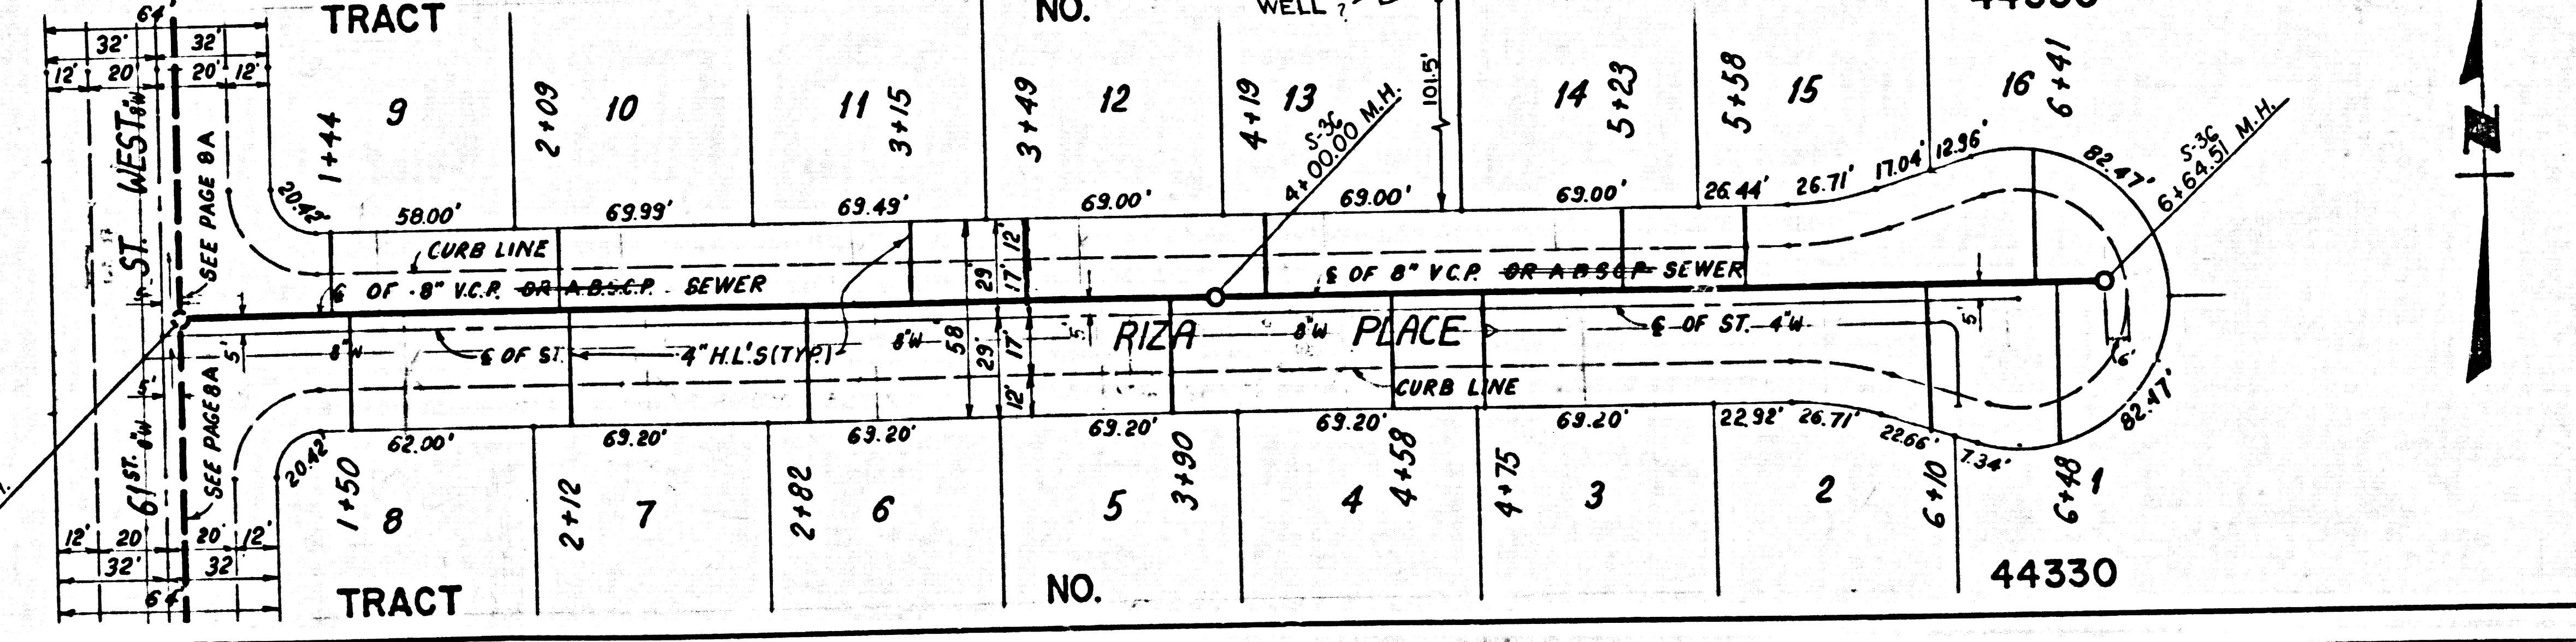 TRACT
NO.
WELL ?
44330
64'
32'
32'
12'
20'
20'
12'
N
9
10
11
12
13
14
15
16
1+44
2+09
3+15
3+49
4+19
101.5'
5+23
5+58
6+41
S-36
4+00.00 M.H.
S-36
6+64.51 M.H.
ST. WEST
8"W
SEE PAGE 8A
20.42'
58.00'
69.99'
69.49'
69.00'
69.00'
69.00'
26.44'
26.71'
17.04'
12.96'
82.47'
CURB LINE
℄ OF 8" V.C.P. OR A.B.S.C.P. SEWER
29'
17'
12'
℄ OF 8" V.C.P. OR A.B.S.C.P. SEWER
5'
8"W
℄ OF ST.
4" H.L'S (TYP.)
8"W
58'
29'
17'
12'
5'
RIZA
8"W
PLACE
℄ OF ST.
4"W
5'
6'
CURB LINE
5'
61ST.
8"W
SEE PAGE 8A
20.42'
62.00'
69.20'
69.20'
69.20'
69.20'
69.20'
22.92'
26.71'
22.66'
7.34'
82.47'
1+50
2+12
2+82
3+90
4+58
4+75
6+10
6+48
8
7
6
5
4
3
2
1
12'
20'
20'
12'
32'
32'
64'
TRACT
NO.
44330